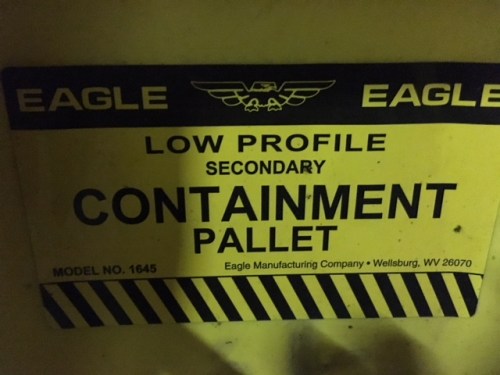 EAGLE EAGLE
LOW PROFILE
SECONDARY
CONTAINMENT
PALLET
Eagle Manufacturing Company • Wellsburg, WV 26070
MODEL NO. 1645